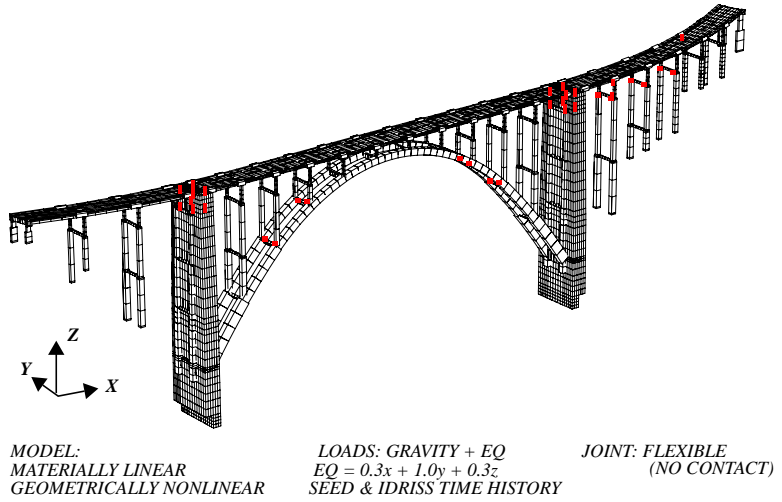 Z
Y
X
MODEL: LOADS: GRAVITY + EQ JOINT: FLEXIBLE
MATERIALLY LINEAR EQ = 0.3x + 1.0y + 0.3z (NO CONTACT)
GEOMETRICALLY NONLINEAR SEED & IDRISS TIME HISTORY